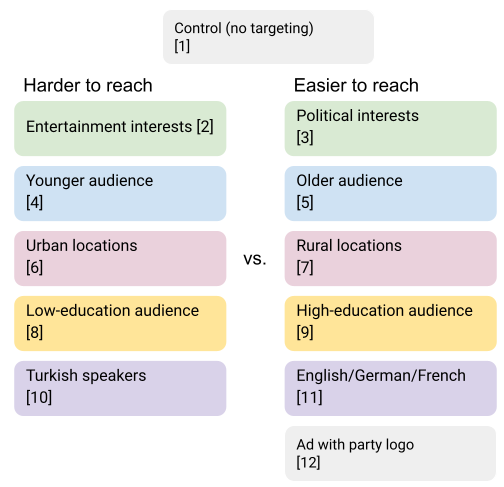 Control (no targeting)
[1]
Harder to reach
Easier to reach
Entertainment interests [2]
Political interests
[3]
Younger audience
[4]
Older audience
[5]
Urban locations
[6]
vs.
Rural locations
[7]
Low-education audience
[8]
High-education audience
[9]
Turkish speakers
[10]
English/German/French
[11]
Ad with party logo
[12]